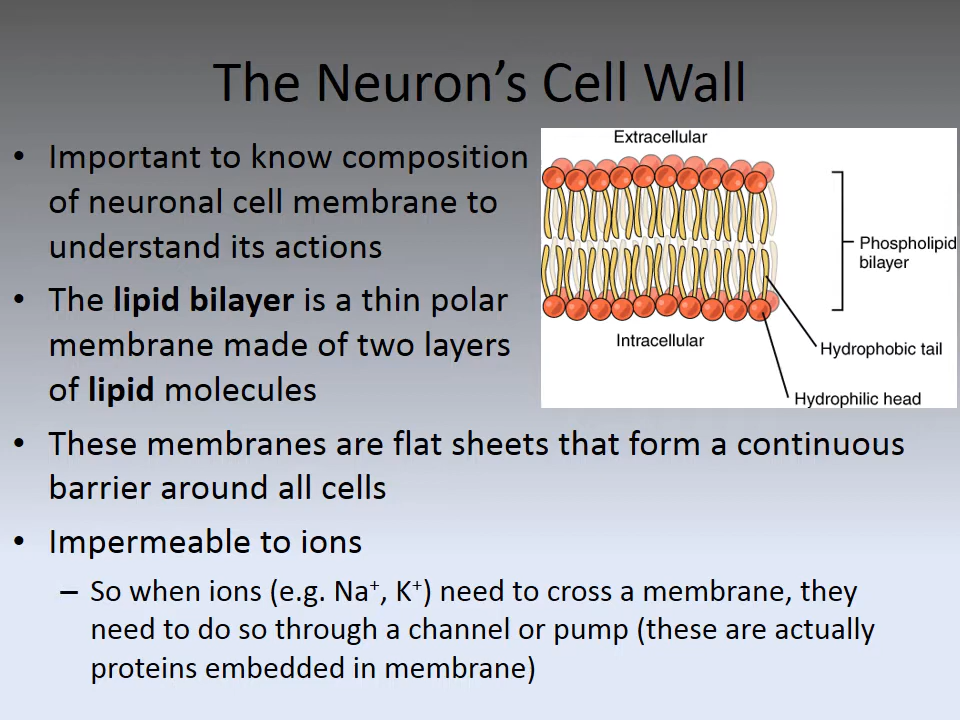 The Neuron’s Cell Wall
• Important to know composition
of neuronal cell membrane to
understand its actions
• The lipid bilayer is a thin polar
membrane made of two layers
of lipid molecules
Extracellular
Phospholipid
bilayer
Intracellular
Hydrophobic tail
Hydrophilic head
• These membranes are flat sheets that form a continuous
barrier around all cells
• Impermeable to ions
– So when ions (e.g. Na⁺, K⁺) need to cross a membrane, they
need to do so through a channel or pump (these are actually
proteins embedded in membrane)